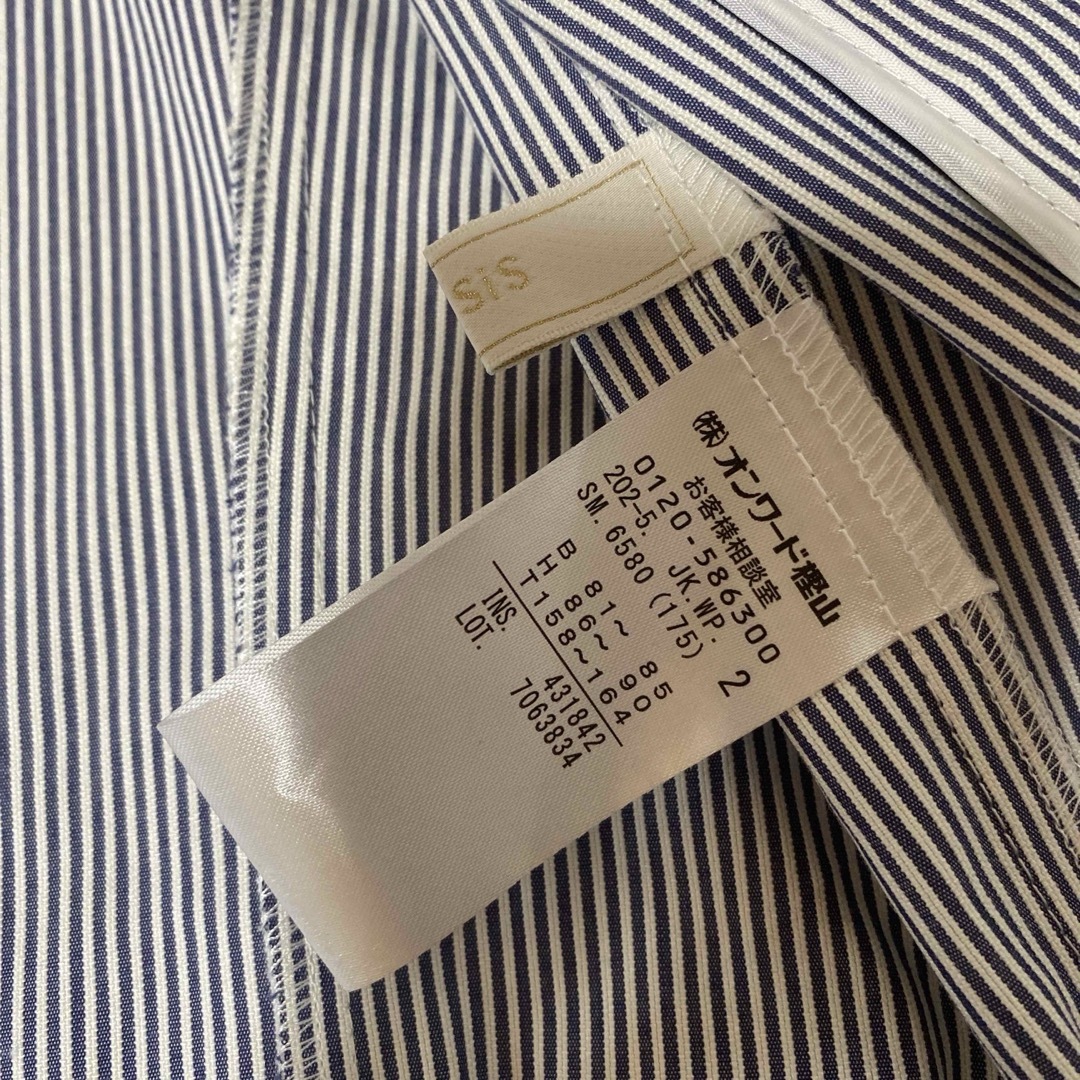 sis
(株)オンワード樫山
お客様相談室
0120-586300
202-5. JK.WP. 2
SM.6580 (175)
B 81~ 85
H 86~ 90
T158~164
INS. 431842
LOT. 7063834